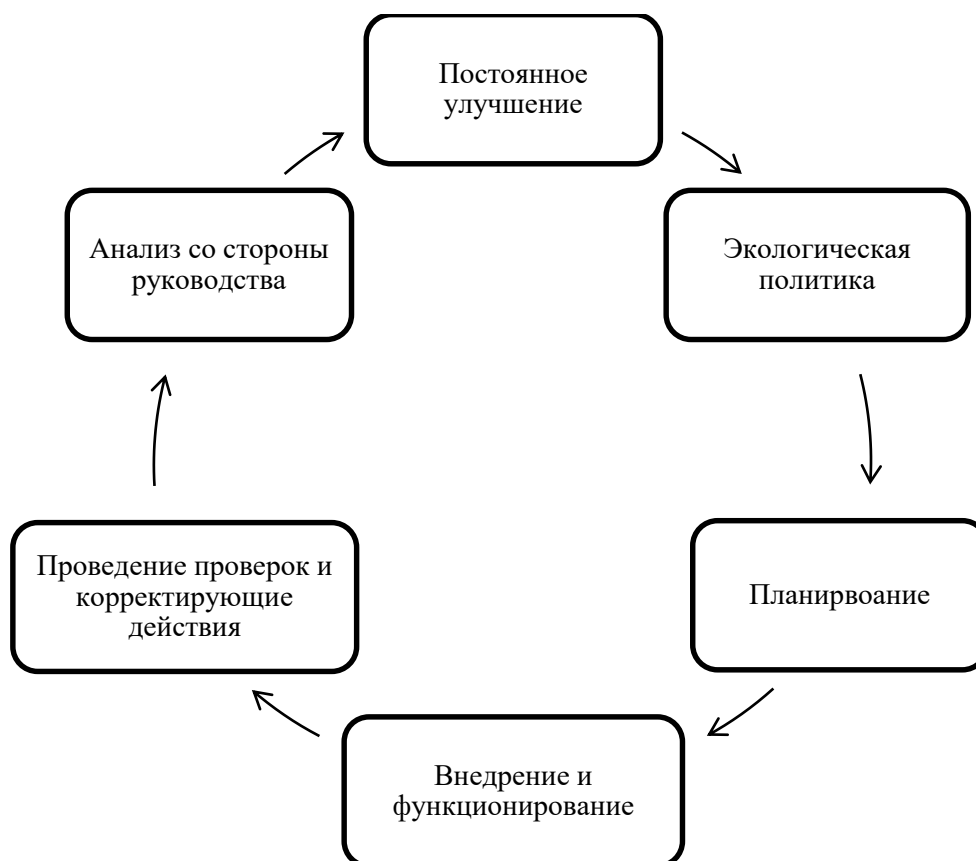 Постоянное
улучшение
Экологическая
политика
Планирвоание
Внедрение и
функционирование
Проведение проверок и
корректирующие
действия
Анализ со стороны
руководства